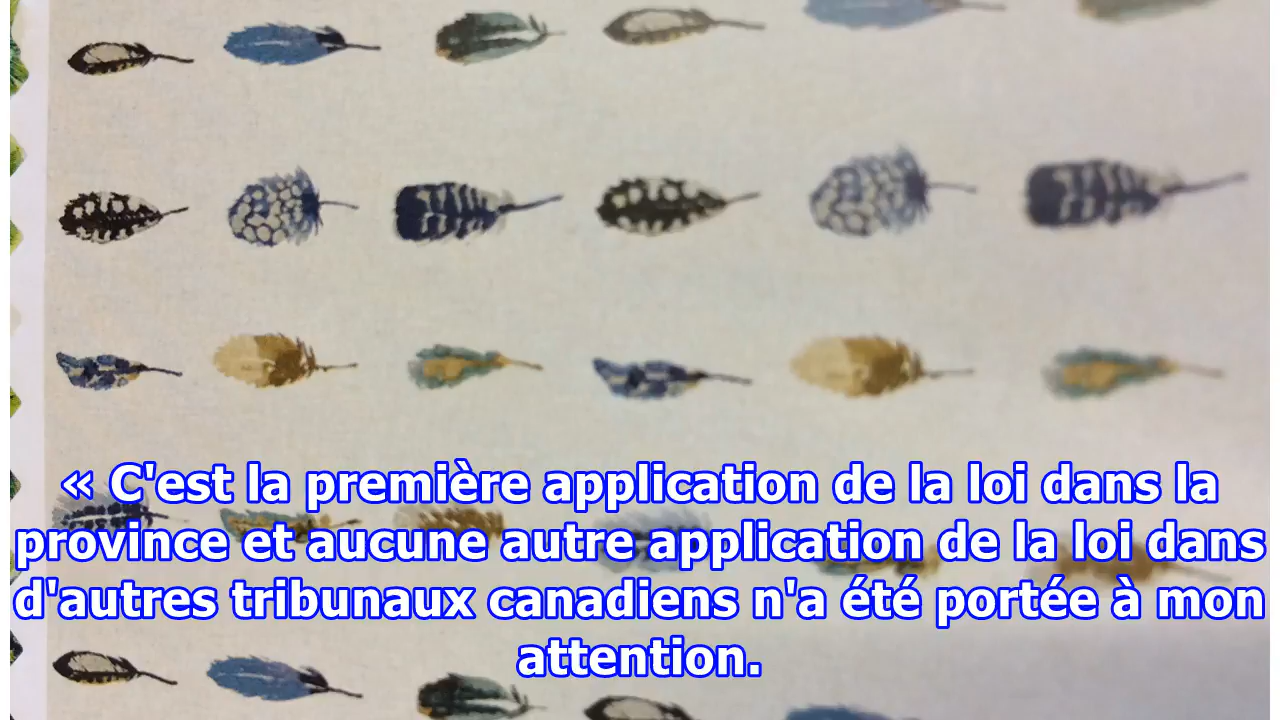 « C'est la première application de la loi dans la
province et aucune autre application de la loi dans
d'autres tribunaux canadiens n'a été portée à mon
attention.